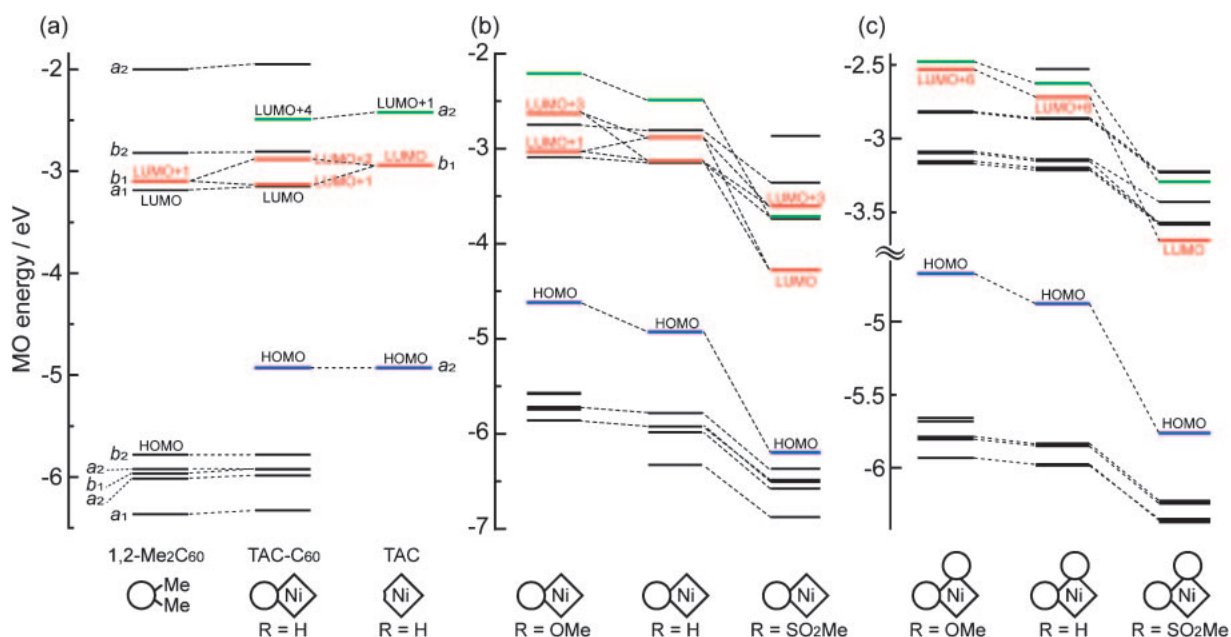 (a)
MO energy / eV
-2
-3
-4
-5
-6
a2
b2
b1
a1
LUMO+1
LUMO
HOMO
b2
a2
b1
a2
a1
LUMO+4
LUMO+2
LUMO+1
LUMO
HOMO
LUMO+1
a2
LUMO
b1
HOMO
a2
1,2-Me2C60
TAC-C60
TAC
Me
Me
Ni
Ni
R = H
R = H
(b)
-2
-3
-4
-5
-6
-7
LUMO+3
LUMO+1
HOMO
HOMO
LUMO+3
LUMO
HOMO
Ni
Ni
Ni
R = OMe
R = H
R = SO2Me
(c)
-2.5
-3
-3.5
-5
-6
LUMO+6
LUMO+6
LUMO
HOMO
HOMO
HOMO
Ni
Ni
Ni
R = OMe
R = H
R = SO2Me